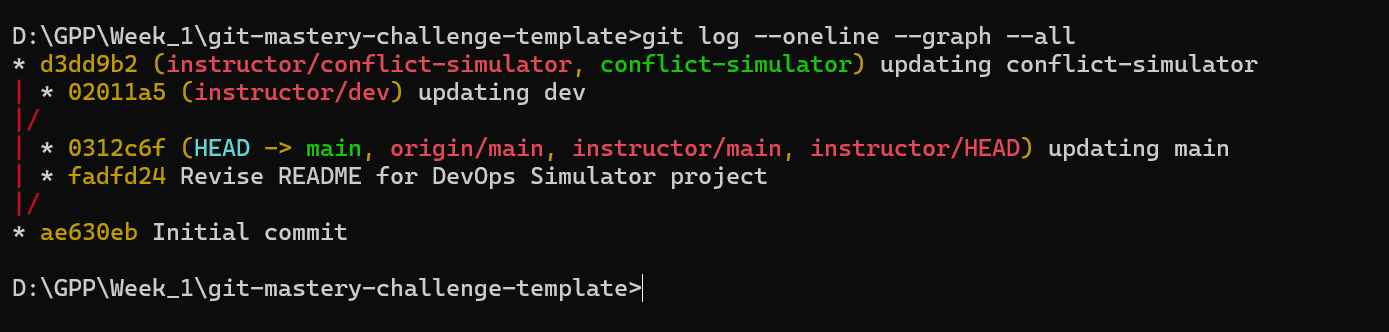 D:\GPP\Week_1\git-mastery-challenge-template>git log --oneline --graph --all
* d3dd9b2 (instructor/conflict-simulator, conflict-simulator) updating conflict-simulator
| * 02011a5 (instructor/dev) updating dev
|/
| * 0312c6f (HEAD -> main, origin/main, instructor/main, instructor/HEAD) updating main
| * fadfd24 Revise README for DevOps Simulator project
|/
* ae630eb Initial commit
D:\GPP\Week_1\git-mastery-challenge-template>